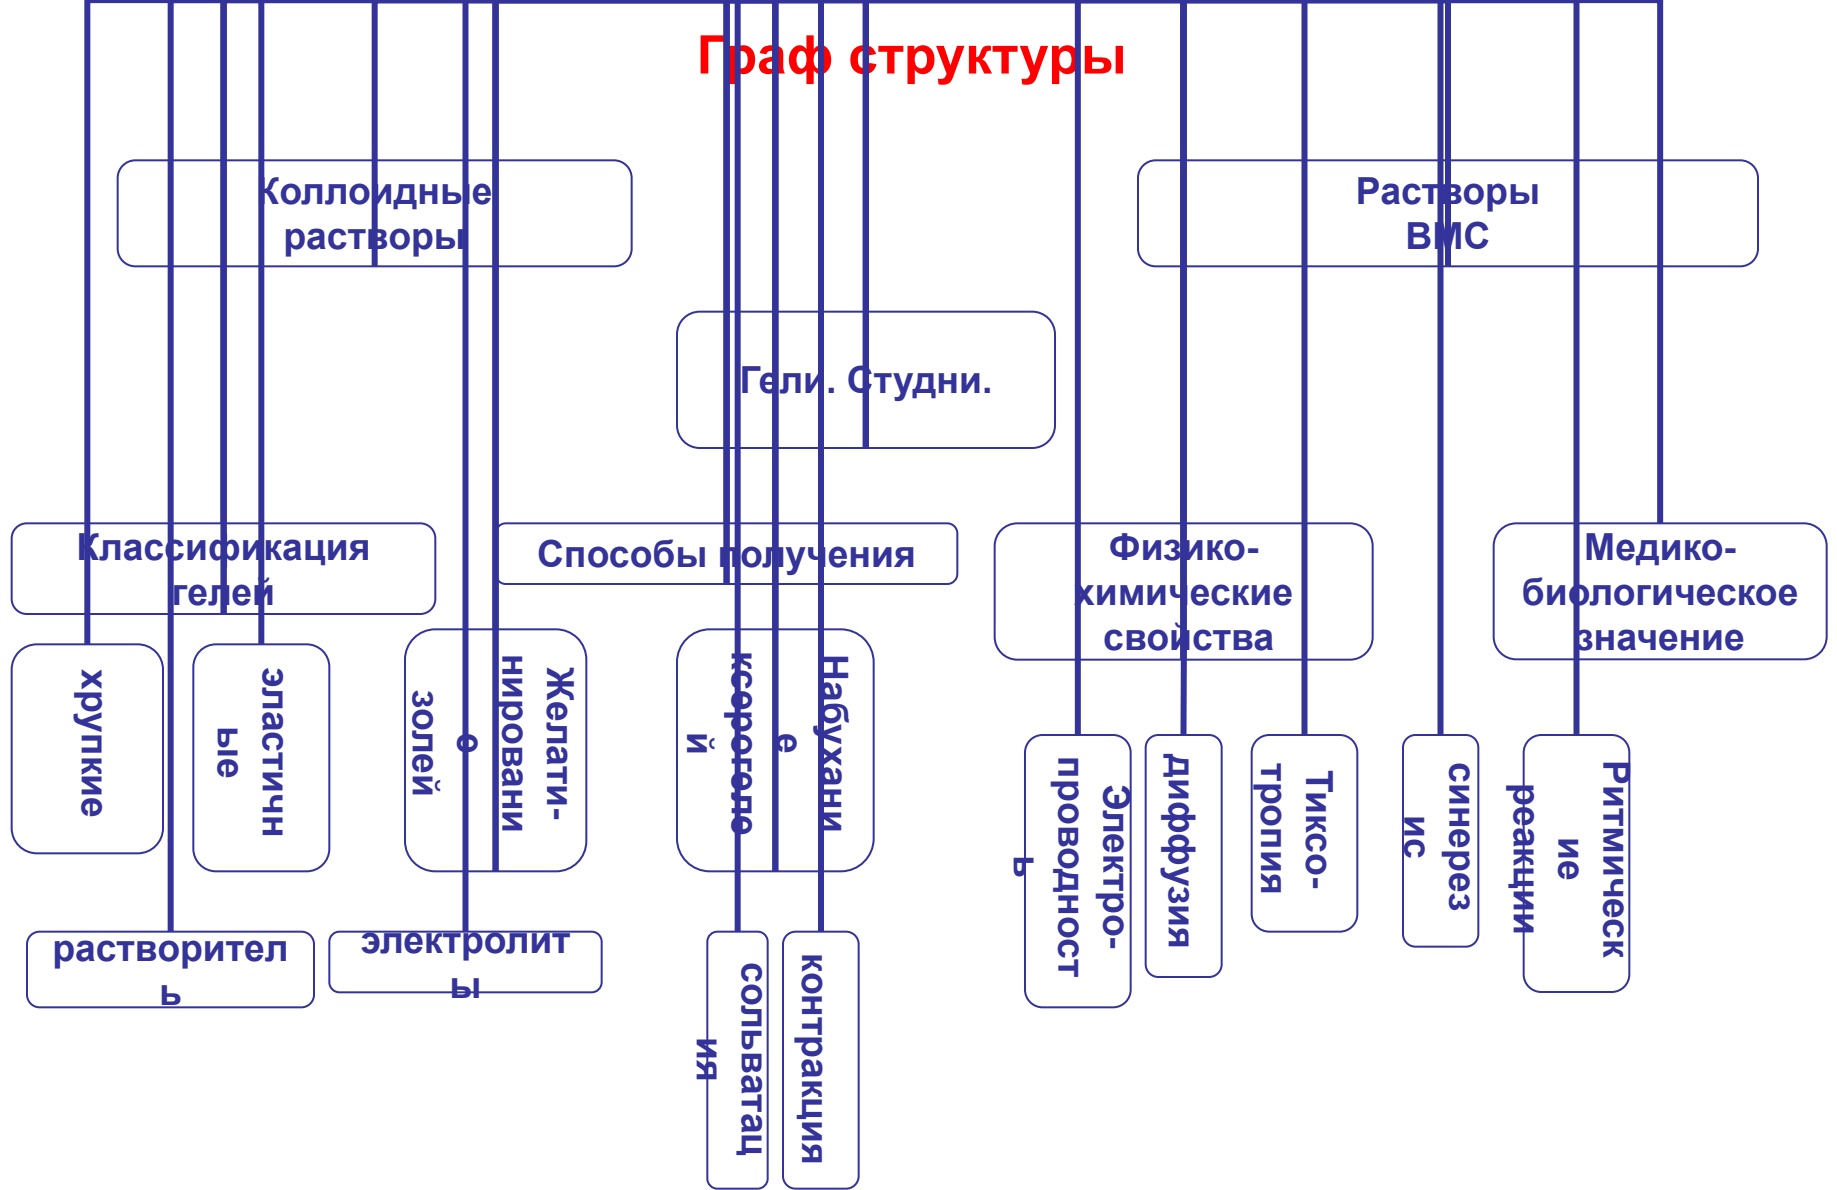 Граф структуры
Коллоидные
растворы
Растворы
ВМС
Гели. Студни.
Классификация
гелей
Способы получения
Физико-
химические
свойства
Медико-
биологическое
значение
хрупкие
эластичн
ые
Желати-
нировани
е
золей
Набухани
е
ксерогеле
й
Электро-
проводност
ь
диффузия
Тиксо-
тропия
синерез
ис
Ритмическ
ие
реакции
растворител
ь
электролит
ы
сольватац
ия
контракция